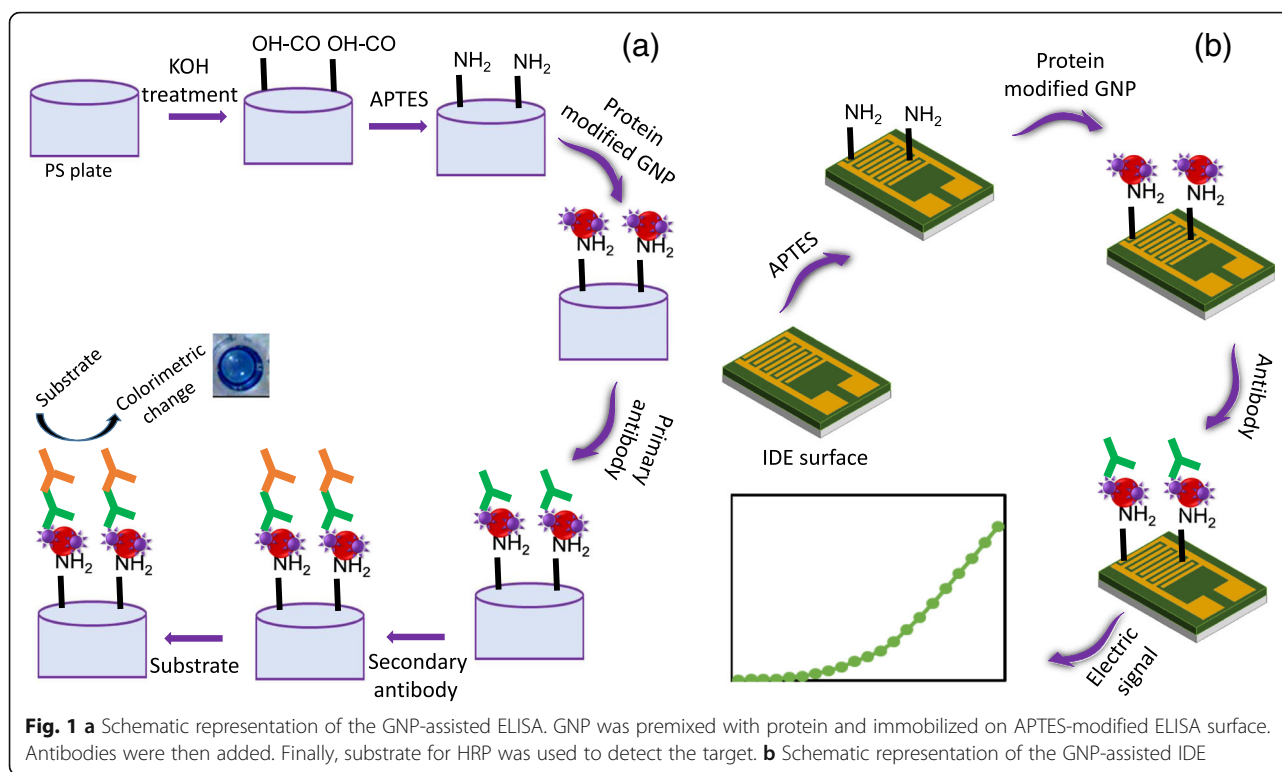 (a)
OH-CO OH-CO
KOH
treatment
APTES
NH2 NH2
PS plate
Protein
modified GNP
NH2 NH2
Primary
antibody
NH2
Secondary
antibody
NH2 NH2
Substrate
NH2 NH2
Substrate
Colorimetric
change
(b)
IDE surface
APTES
NH2 NH2
Protein
modified GNP
NH2 NH2
Antibody
NH2 NH2
Electric
signal
Fig. 1 a Schematic representation of the GNP-assisted ELISA. GNP was premixed with protein and immobilized on APTES-modified ELISA surface.
Antibodies were then added. Finally, substrate for HRP was used to detect the target. b Schematic representation of the GNP-assisted IDE